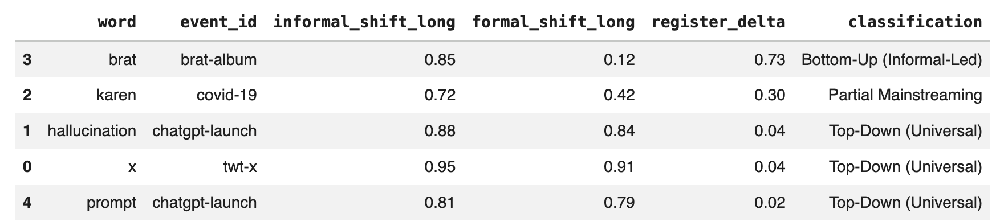 word event_id informal_shift_long formal_shift_long register_delta classification
3 brat brat-album 0.85 0.12 0.73 Bottom-Up (Informal-Led)
2 karen covid-19 0.72 0.42 0.30 Partial Mainstreaming
1 hallucination chatgpt-launch 0.88 0.84 0.04 Top-Down (Universal)
0 x twt-x 0.95 0.91 0.04 Top-Down (Universal)
4 prompt chatgpt-launch 0.81 0.79 0.02 Top-Down (Universal)